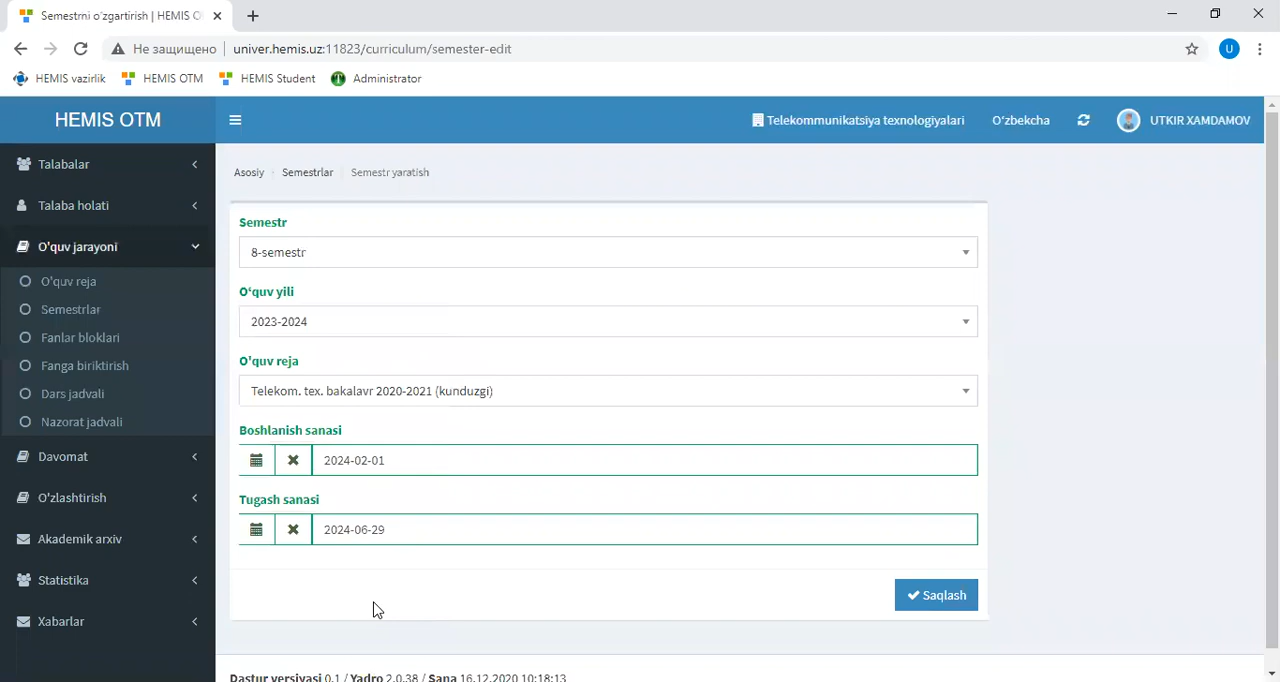 Semestrni o'zgartirish | HEMIS O
Не защищено
univer.hemis.uz:11823/curriculum/semester-edit
U
HEMIS vazirlik
HEMIS OTM
HEMIS Student
Administrator
HEMIS OTM
Telekommunikatsiya texnologiyalari
O'zbekcha
UTKIR XAMDAMOV
Talabalar
Talaba holati
O'quv jarayoni
O'quv reja
Semestrlar
Fanlar bloklari
Fanga biriktirish
Dars jadvali
Nazorat jadvali
Davomat
O'zlashtirish
Akademik arxiv
Statistika
Xabarlar
Asosiy
Semestrlar
Semestr yaratish
Semestr
8-semestr
O‘quv yili
2023-2024
O'quv reja
Telekom. tex. bakalavr 2020-2021 (kunduzgi)
Boshlanish sanasi
2024-02-01
Tugash sanasi
2024-06-29
Saqlash
Dastur versiyasi 0.1 / Yadro 2.0.38 / Sana 16.12.2020 10:18:13